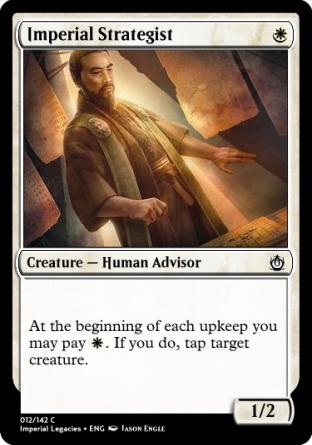 Imperial Strategist
Creature — Human Advisor
At the beginning of each upkeep you
may pay. If you do, tap target
creature.
1/2
012/142 C
Imperial Legacies • ENG Jason Engle